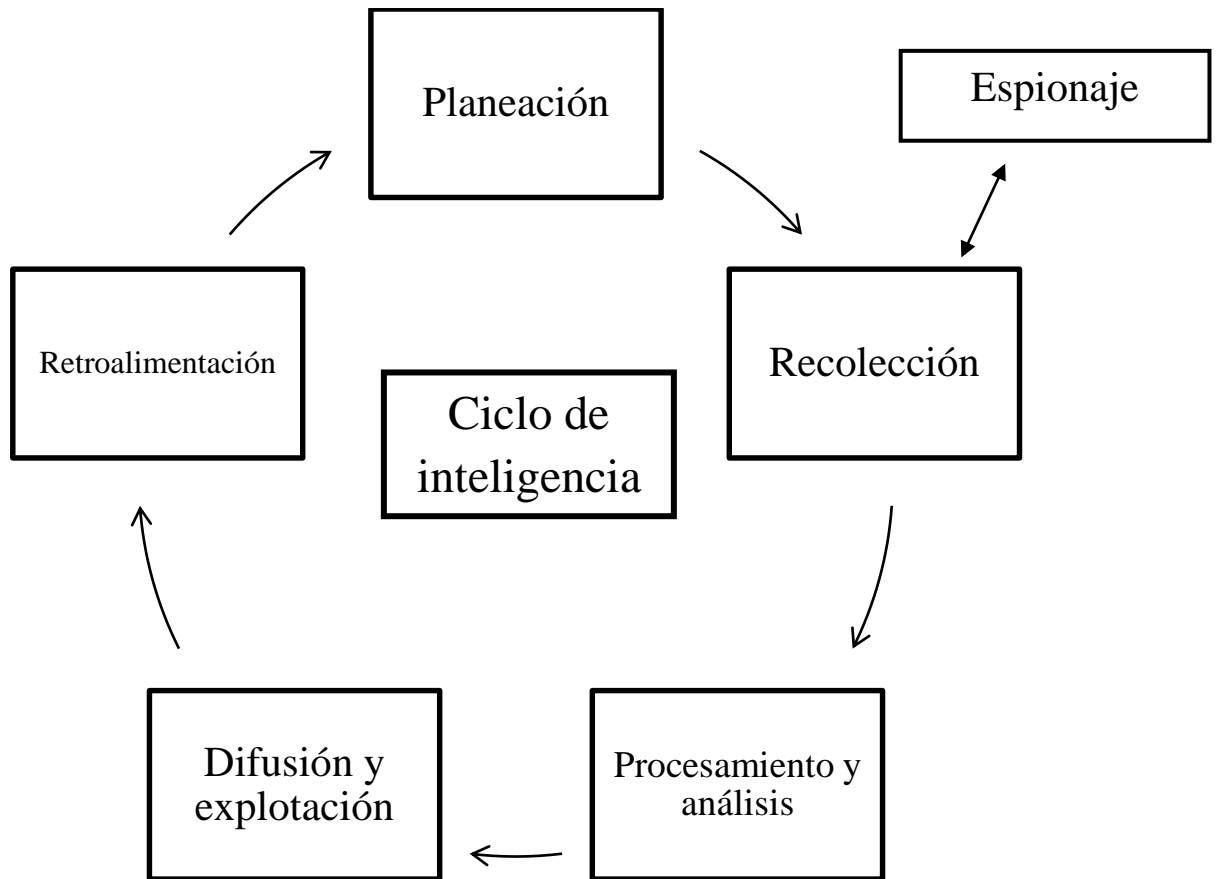 Planeación
Espionaje
Recolección
Retroalimentación
Ciclo de
inteligencia
Procesamiento y
análisis
Difusión y
explotación